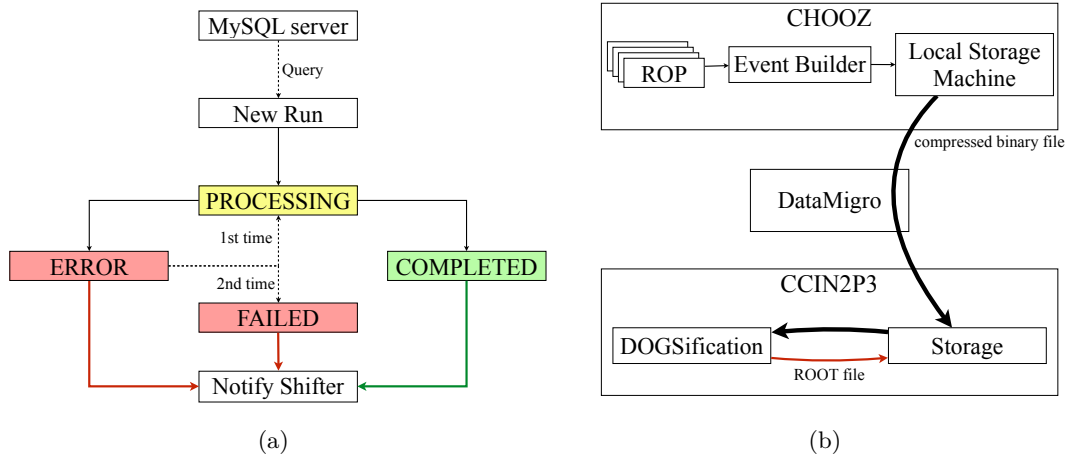 MySQL server
Query
New Run
PROCESSING
1st time
ERROR
COMPLETED
2nd time
FAILED
Notify Shifter
(a)
CHOOZ
ROP
Event Builder
Local Storage
Machine
compressed binary file
DataMigro
CCIN2P3
DOGSification
Storage
ROOT file
(b)